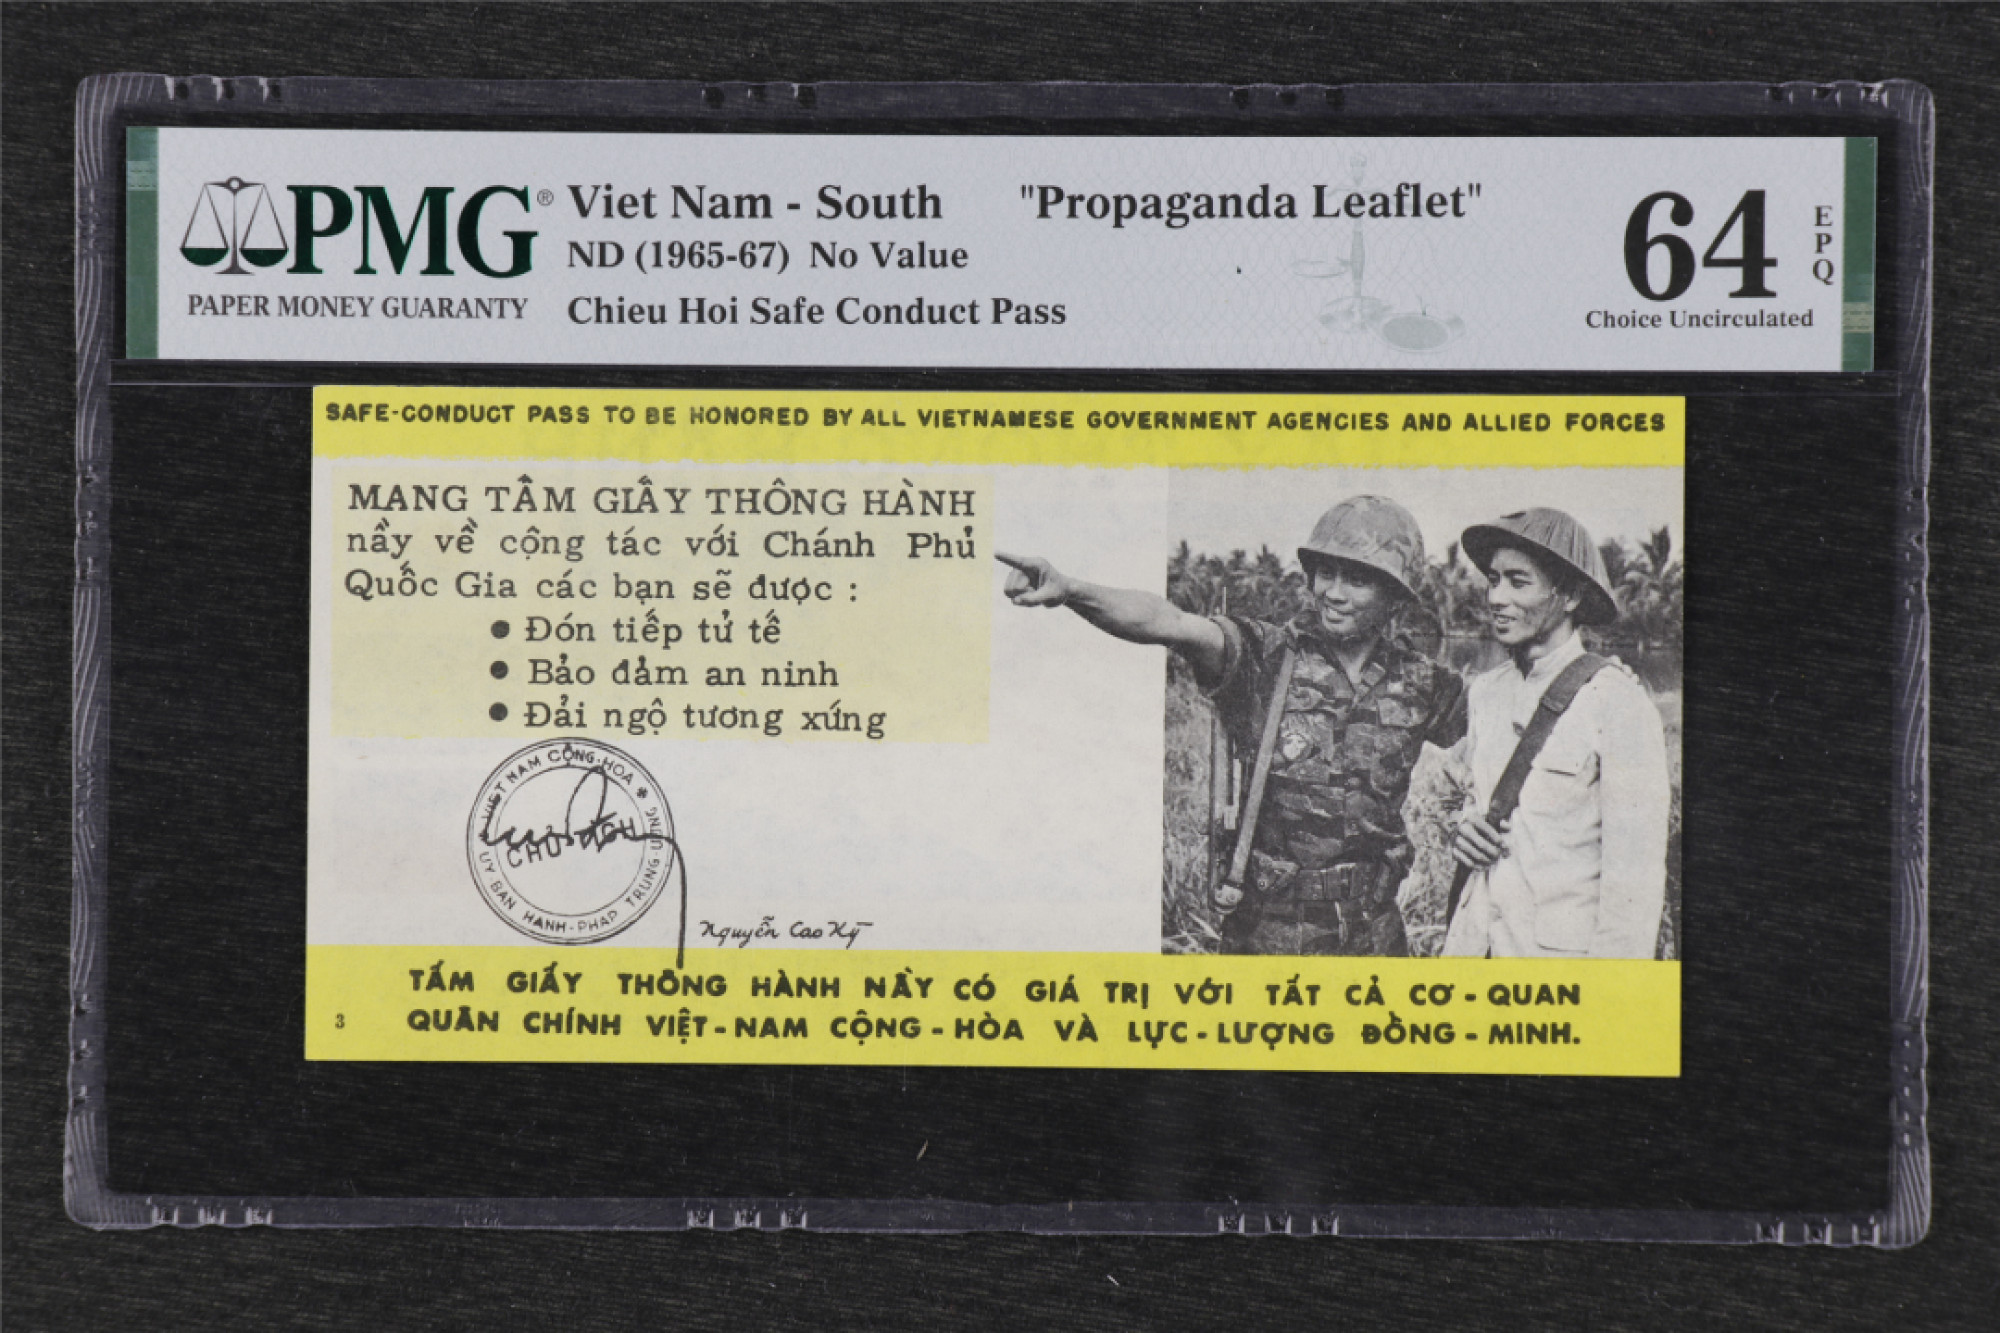 PMG® Viet Nam - South "Propaganda Leaflet" 64 EPQ
ND (1965-67) No Value
PAPER MONEY GUARANTY Chieu Hoi Safe Conduct Pass Choice Uncirculated
SAFE-CONDUCT PASS TO BE HONORED BY ALL VIETNAMESE GOVERNMENT AGENCIES AND ALLIED FORCES
MANG TẤM GIẤY THÔNG HÀNH
nầy về cộng tác với Chánh Phủ
Quốc Gia các bạn sẽ được :
● Đón tiếp tử tế
● Bảo đảm an ninh
● Đải ngộ tương xứng
VIỆT NAM CỘNG-HOA
CHỦ TỊCH
UY-BAN HANH-PHAP TRUNG-UONG
Nguyễn Cao Kỳ
TẤM GIẤY THÔNG HÀNH NẦY CÓ GIÁ TRỊ VỚI TẤT CẢ CƠ - QUAN
3 QUÂN CHÍNH VIỆT - NAM CỘNG - HÒA VÀ LỰC - LƯỢNG ĐỒNG - MINH.